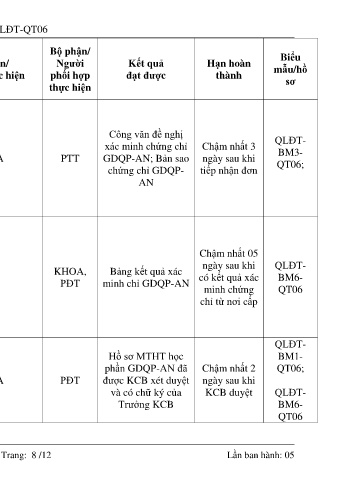 LĐT-QT06
n/
c hiện
Bộ phận/
Người
phối hợp
thực hiện
Kết quả
đạt được
Hạn hoàn
thành
Biểu
mẫu/hồ
sơ
A
PTT
Công văn đề nghị
xác minh chứng chỉ
GDQP-AN; Bản sao
chứng chỉ GDQP-
AN
Chậm nhất 3
ngày sau khi
tiếp nhận đơn
QLĐT-
BM3-
QT06;
KHOA,
PĐT
Bảng kết quả xác
minh chỉ GDQP-AN
Chậm nhất 05
ngày sau khi
có kết quả xác
minh chứng
chỉ từ nơi cấp
QLĐT-
BM6-
QT06
A
PĐT
Hồ sơ MTHT học
phần GDQP-AN đã
được KCB xét duyệt
và có chữ ký của
Trưởng KCB
Chậm nhất 2
ngày sau khi
KCB duyệt
QLĐT-
BM1-
QT06;
QLĐT-
BM6-
QT06
Trang: 8 /12
Lần ban hành: 05